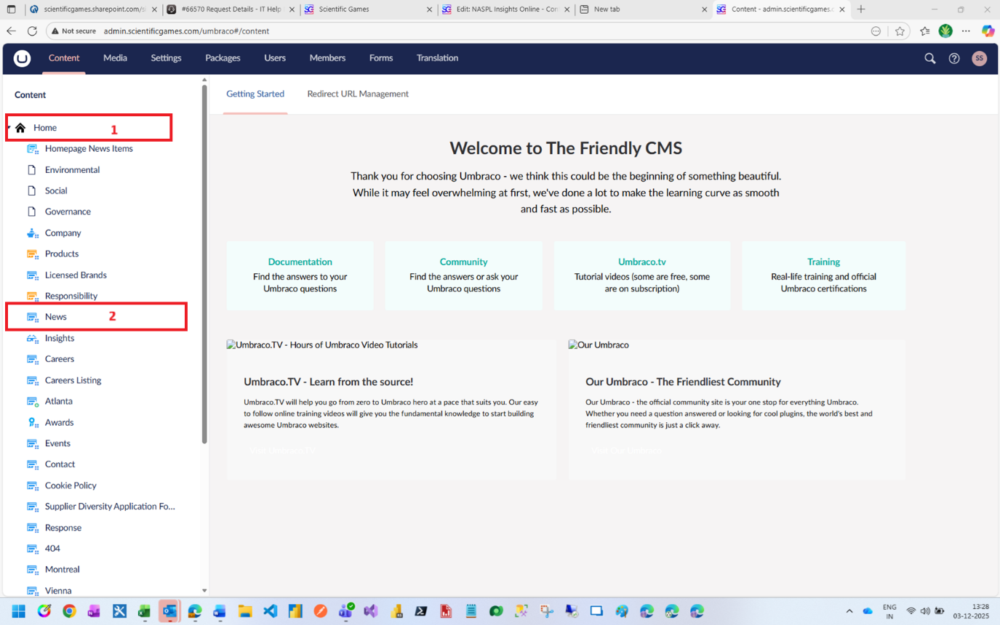 scientificgames.sharepoint.com/si
#66570 Request Details - IT Help
Scientific Games
Edit: NASPL Insights Online - Con
New tab
Content - admin.scientificgames.c
Not secure
admin.scientificgames.com/umbraco#/content
Content
Media
Settings
Packages
Users
Members
Forms
Translation
SS
Content
Getting Started
Redirect URL Management
Home
1
Homepage News Items
Environmental
Social
Governance
Company
Products
Licensed Brands
Responsibility
News
2
Insights
Careers
Careers Listing
Atlanta
Awards
Events
Contact
Cookie Policy
Supplier Diversity Application Fo...
Response
404
Montreal
Vienna
Welcome to The Friendly CMS
Thank you for choosing Umbraco - we think this could be the beginning of something beautiful.
While it may feel overwhelming at first, we've done a lot to make the learning curve as smooth
and fast as possible.
Documentation
Find the answers to your
Umbraco questions
Community
Find the answers or ask your
Umbraco questions
Umbraco.tv
Tutorial videos (some are free, some
are on subscription)
Training
Real-life training and official
Umbraco certifications
Umbraco.TV - Hours of Umbraco Video Tutorials
Umbraco.TV - Learn from the source!
Umbraco.TV will help you go from zero to Umbraco hero at a pace that suits you. Our easy
to follow online training videos will give you the fundamental knowledge to start building
awesome Umbraco websites.
Visit Umbraco.TV
Our Umbraco
Our Umbraco - The Friendliest Community
Our Umbraco - the official community site is your one stop for everything Umbraco.
Whether you need a question answered or looking for cool plugins, the world's best and
friendliest community is just a click away.
Visit Our Umbraco
ENG
IN
13:28
03-12-2025